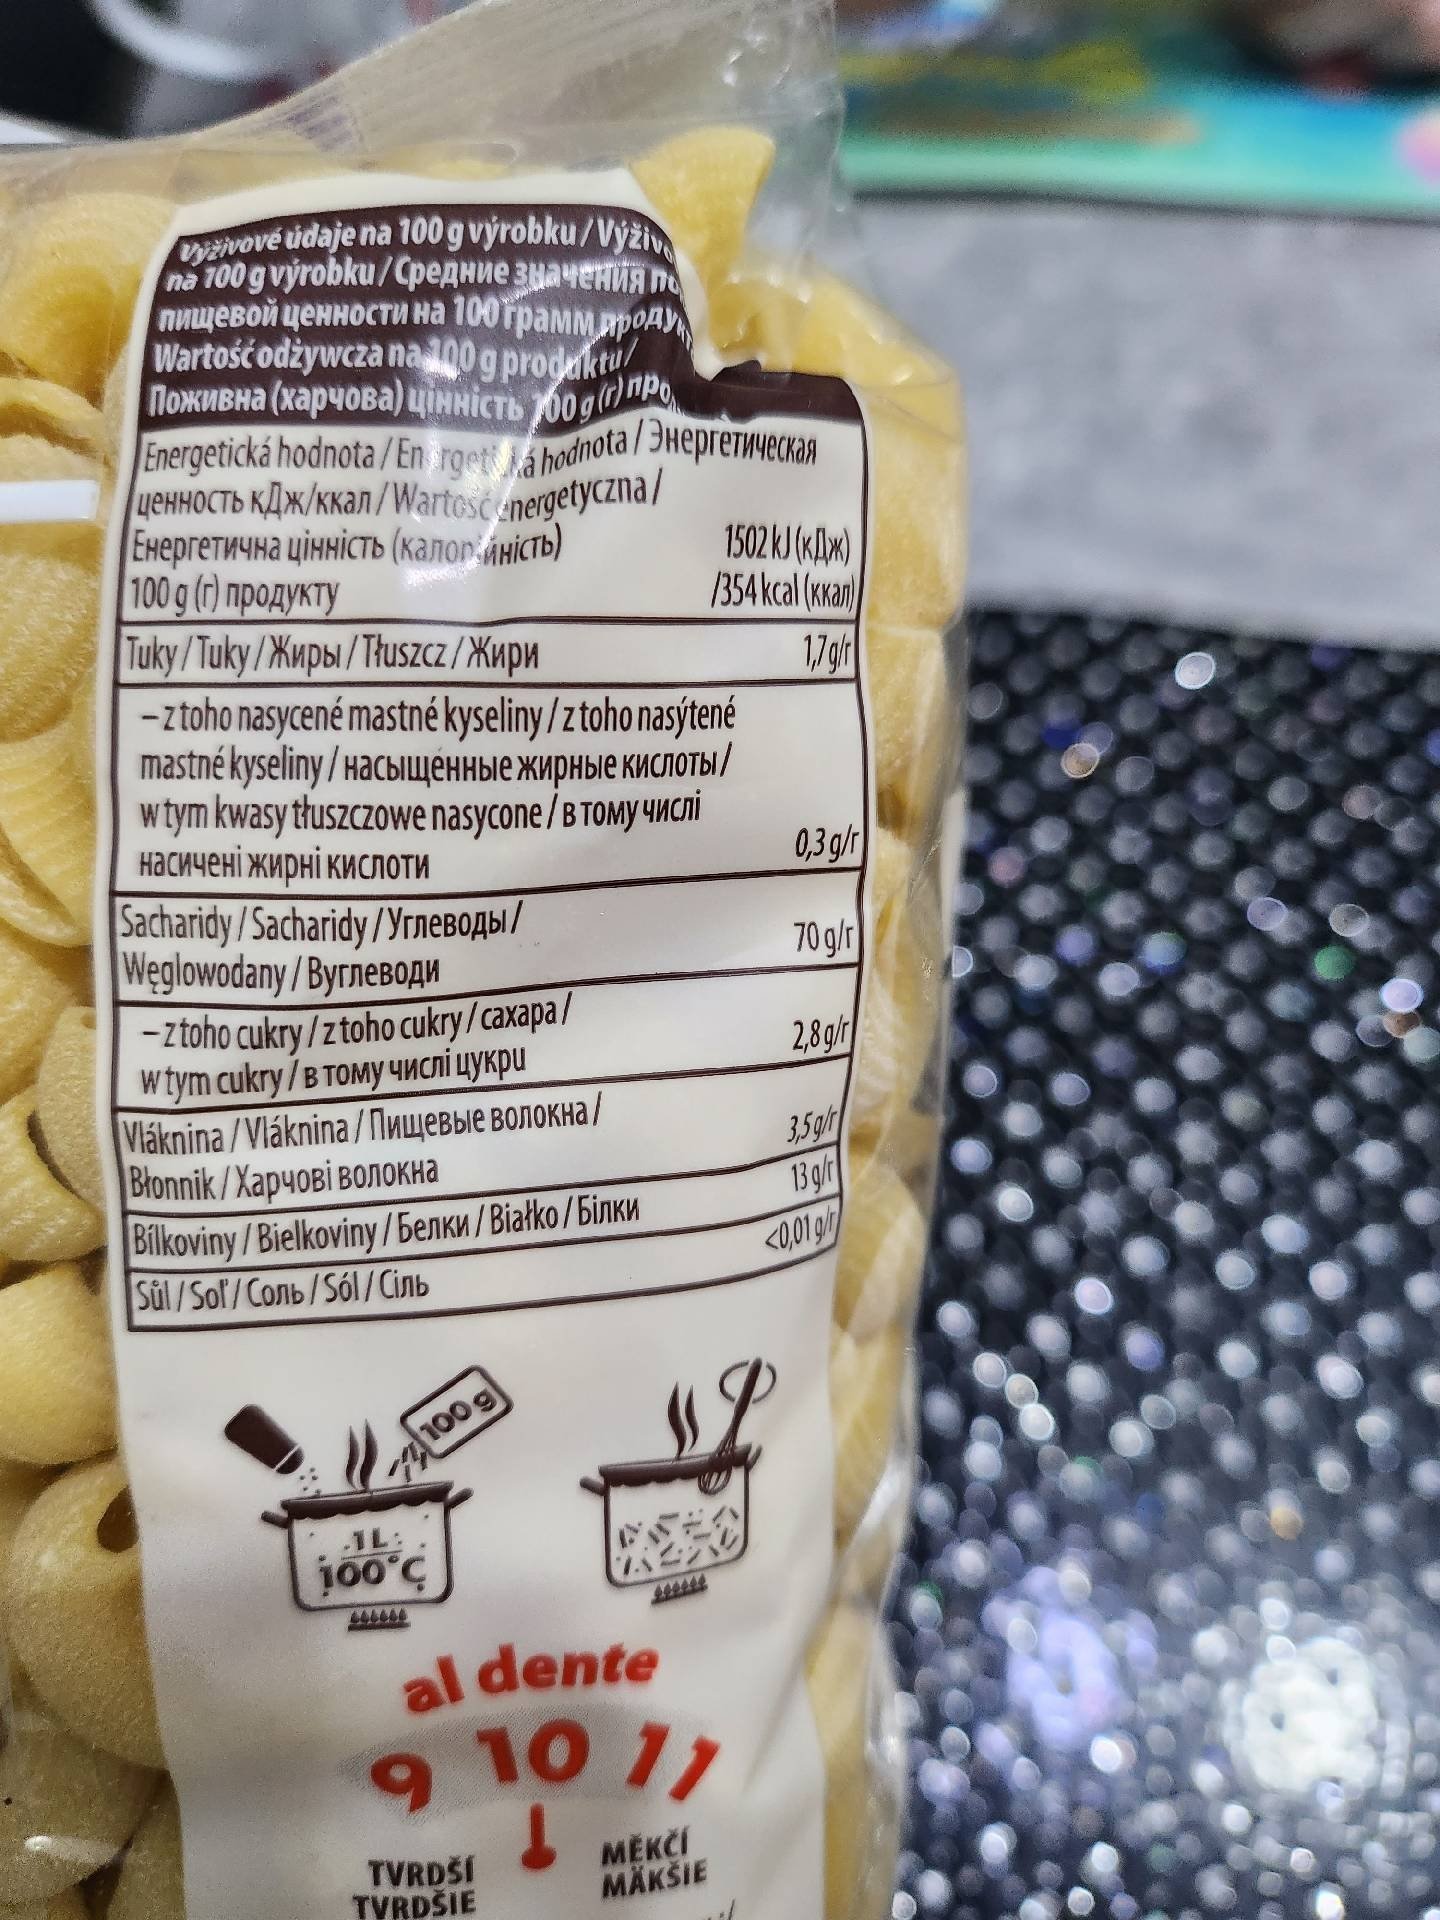 Výživové údaje na 100 g výrobku / Výživo
na 100 g výrobku / Средние значения по
пищевой ценности на 100 грамм продук
Wartość odżywcza na 100 g produktu /
Поживна (харчова) цінність 100 g (г) про
Energetická hodnota / Energetická hodnota / Энергетическая
ценность кДж/ккал / Wartość energetyczna /
Енергетична цінність (калорійність)
1502 kJ (кДж)
100 g (г) продукту
/354 kcal (ккал)
Tuky / Tuky / Жиры / Tłuszcz / Жири
1,7 g/г
– z toho nasycené mastné kyseliny / z toho nasýtené
mastné kyseliny / насыщенные жирные кислоты /
w tym kwasy tłuszczowe nasycone / в тому числі
насичені жирні кислоти
0,3 g/г
Sacharidy / Sacharidy / Углеводы /
Węglowodany / Вуглеводи
70 g/г
– z toho cukry / z toho cukry / сахара /
w tym cukry / в тому числі цукри
2,8 g/г
Vláknina / Vláknina / Пищевые волокна /
Błonnik / Харчові волокна
3,5 g/г
Bílkoviny / Bielkoviny / Белки / Białko / Білки
13 g/г
Sůl / Soľ / Соль / Sól / Сіль
<0,01 g/г
100 g
1L
100°C
al dente
9 10 11
TVRDŠÍ
TVRDŠIE
MĚKČÍ
MÄKŠIE